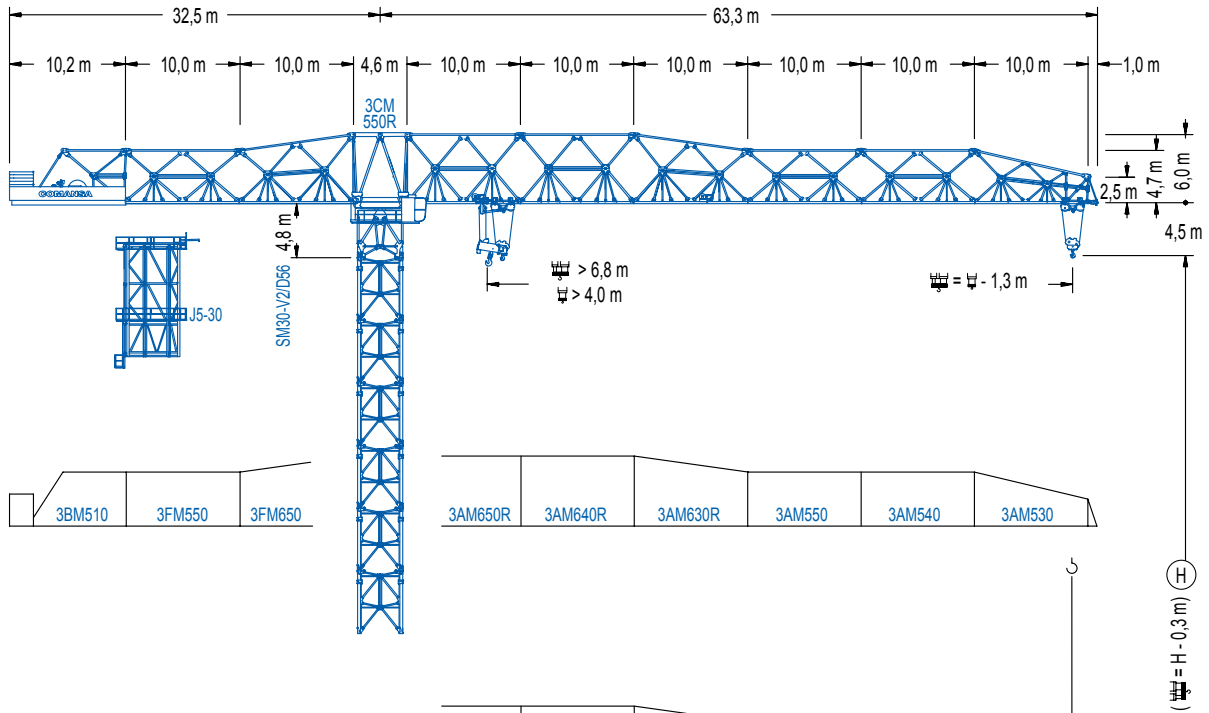 32,5 m
63,3 m
10,2 m
10,0 m
10,0 m
4,6 m
10,0 m
10,0 m
10,0 m
10,0 m
10,0 m
10,0 m
1,0 m
3CM
550R
COMANSA
2,5 m
4,7 m
6,0 m
4,5 m
4,8 m
> 6,8 m
> 4,0 m
= - 1,3 m
J5-30
SM30-V2/D56
3BM510
3FM550
3FM650
3AM650R
3AM640R
3AM630R
3AM550
3AM540
3AM530
H
( = H - 0,3 m)